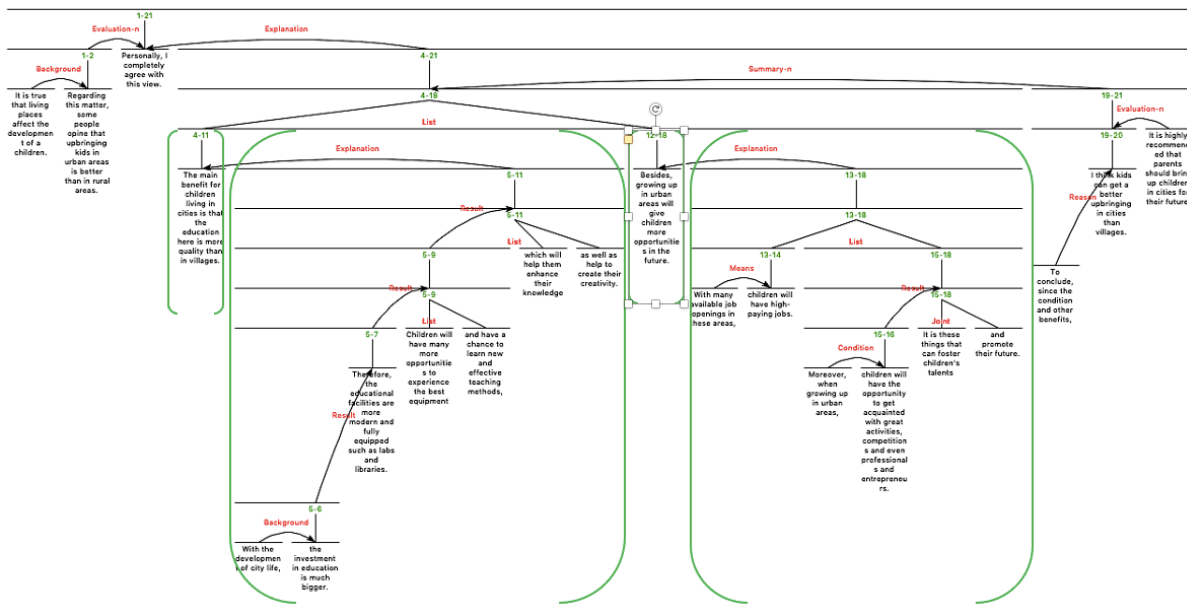 1-21
Evaluation-n
Explanation
1-2
Personally, I
completely
agree with
this view.
4-21
Background
Summary-n
It is true
that living
places
affect the
developmen
t of a
children.
Regarding
this matter,
some
people
opine that
upbringing
kids in
urban areas
is better
than in rural
areas.
4-18
19-21
List
Evaluation-n
4-11
12-18
19-20
It is highly
recommend
ed that
parents
should bring
up children
in cities for
their future.
Explanation
Explanation
The main
benefit for
children
living in
cities is that
the
education
here is more
quality than
in villages.
5-11
Besides,
growing up
in urban
areas will
give
children
more
opportunitie
s in the
future.
13-18
I think kids
can get a
better
upbringing
in cities than
villages.
Reason
Result
5-11
13-18
List
List
5-9
which will
help them
enhance
their
knowledge
as well as
help to
create their
creativity.
13-14
15-18
Means
Result
To
conclude,
since the
condition
and other
benefits,
Result
5-9
With many
available job
openings in
these areas,
children will
have high-
paying jobs.
15-18
List
Joint
5-7
Children will
have many
more
opportunitie
s to
experience
the best
equipment
and have a
chance to
learn new
and
effective
teaching
methods,
15-16
It is these
things that
can foster
children's
talents
and
promote
their future.
Condition
Therefore,
the
educational
facilities are
more
modern and
fully
equipped
such as labs
and
libraries.
Result
Moreover,
when
growing up
in urban
areas,
children will
have the
opportunity
to get
acquainted
with great
activities,
competition
s and even
professional
s and
entrepreneu
rs.
5-6
Background
With the
developmen
t of city life,
the
investment
in education
is much
bigger.